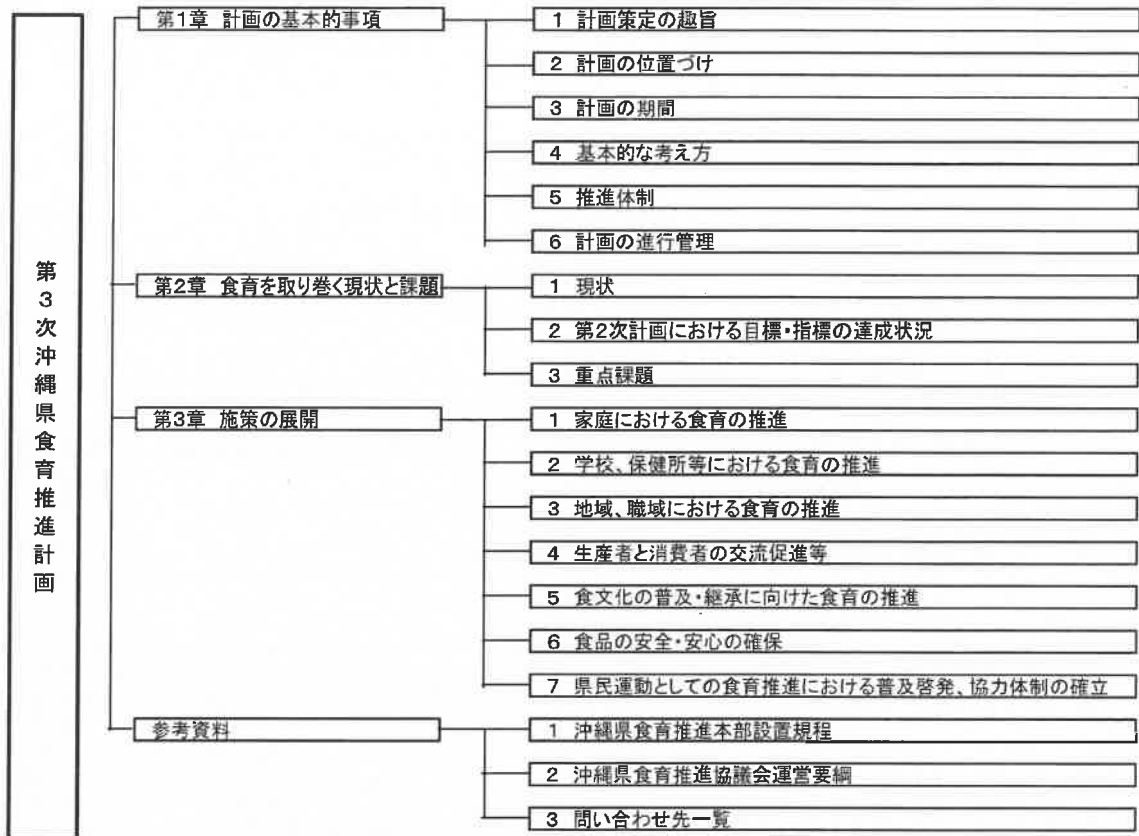 第3次沖縄県食育推進計画
第1章 計画の基本的事項
1 計画策定の趣旨
2 計画の位置づけ
3 計画の期間
4 基本的な考え方
5 推進体制
6 計画の進行管理
第2章 食育を取り巻く現状と課題
1 現状
2 第2次計画における目標・指標の達成状況
3 重点課題
第3章 施策の展開
1 家庭における食育の推進
2 学校、保健所等における食育の推進
3 地域、職域における食育の推進
4 生産者と消費者の交流促進等
5 食文化の普及・継承に向けた食育の推進
6 食品の安全・安心の確保
7 県民運動としての食育推進における普及啓発、協力体制の確立
参考資料
1 沖縄県食育推進本部設置規程
2 沖縄県食育推進協議会運営要綱
3 問い合わせ先一覧